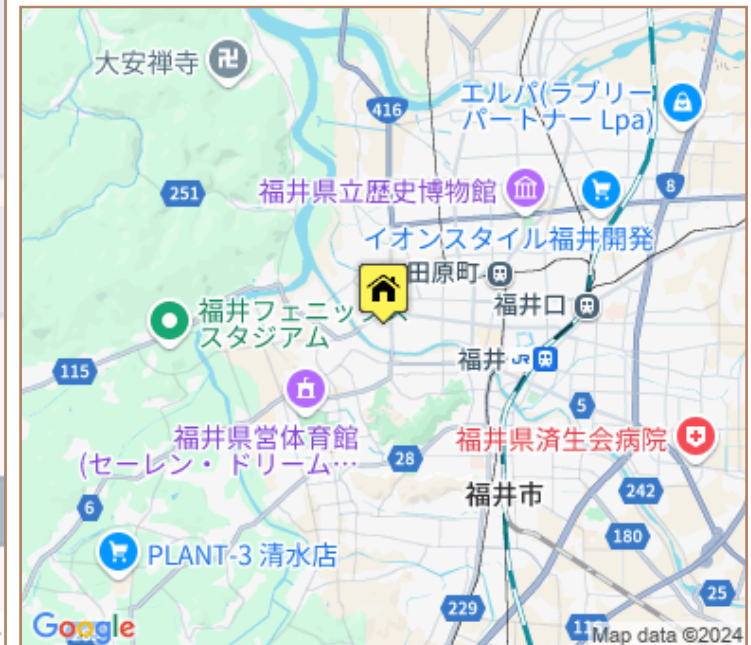 大安禅寺
416
エルパ(ラブリー
パートナー Lpa)
8
251
福井県立歴史博物館
イオンスタイル福井開発
田原町
福井口
福井フェニックス
スタジアム
福井 JR
115
5
福井県営体育館
(セーレン・ドリーム…
28
福井県済生会病院
福井市
242
6
180
PLANT-3 清水店
25
229
Google
Map data ©2024